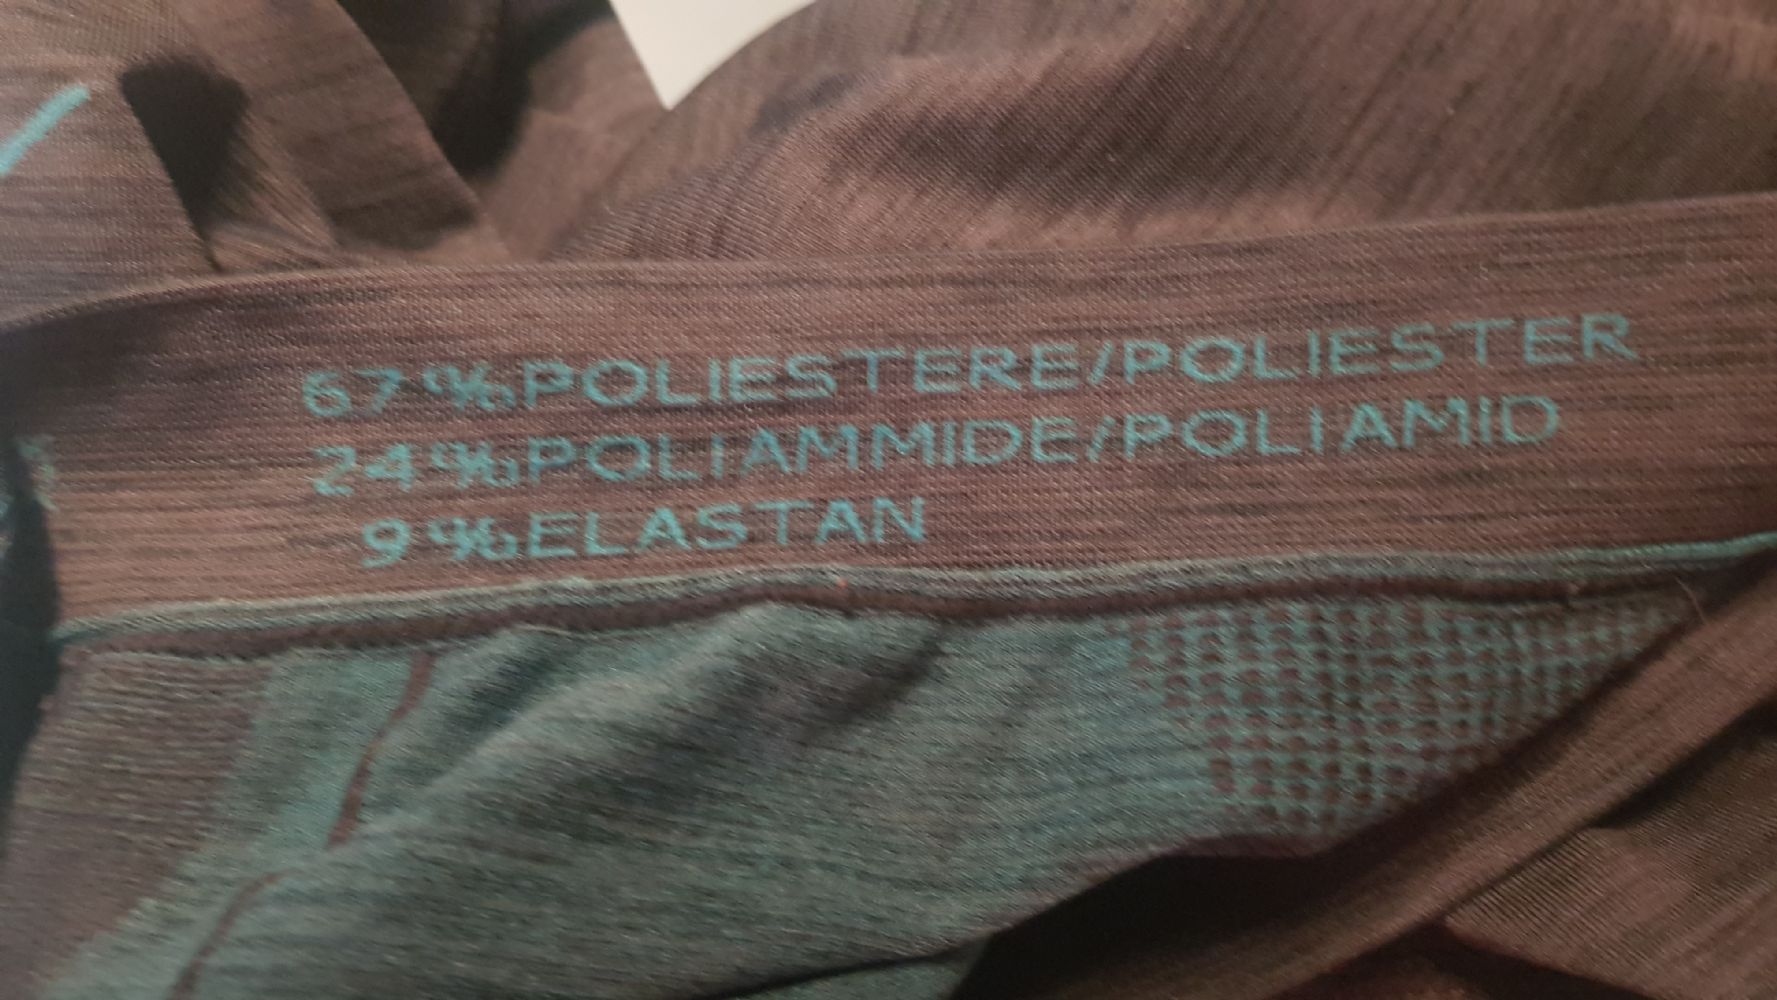 67%POLIESTERE/POLIESTER
24%POLIAMMIDE/POLIAMID
9%ELASTAN